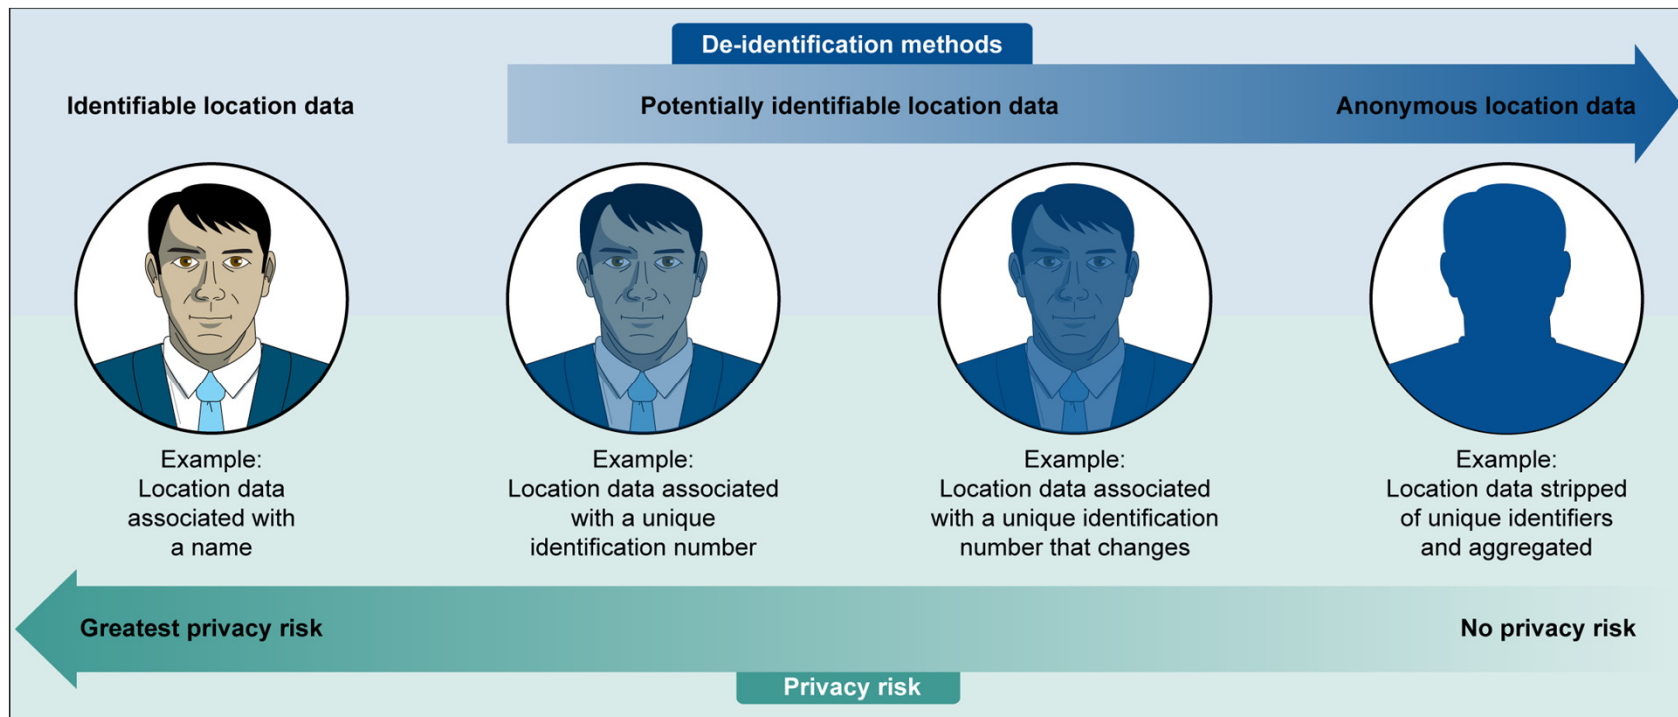 De-identification methods
Identifiable location data
Potentially identifiable location data
Anonymous location data
Example:
Location data
associated with
a name
Example:
Location data associated
with a unique
identification number
Example:
Location data associated
with a unique identification
number that changes
Example:
Location data stripped
of unique identifiers
and aggregated
Greatest privacy risk
No privacy risk
Privacy risk